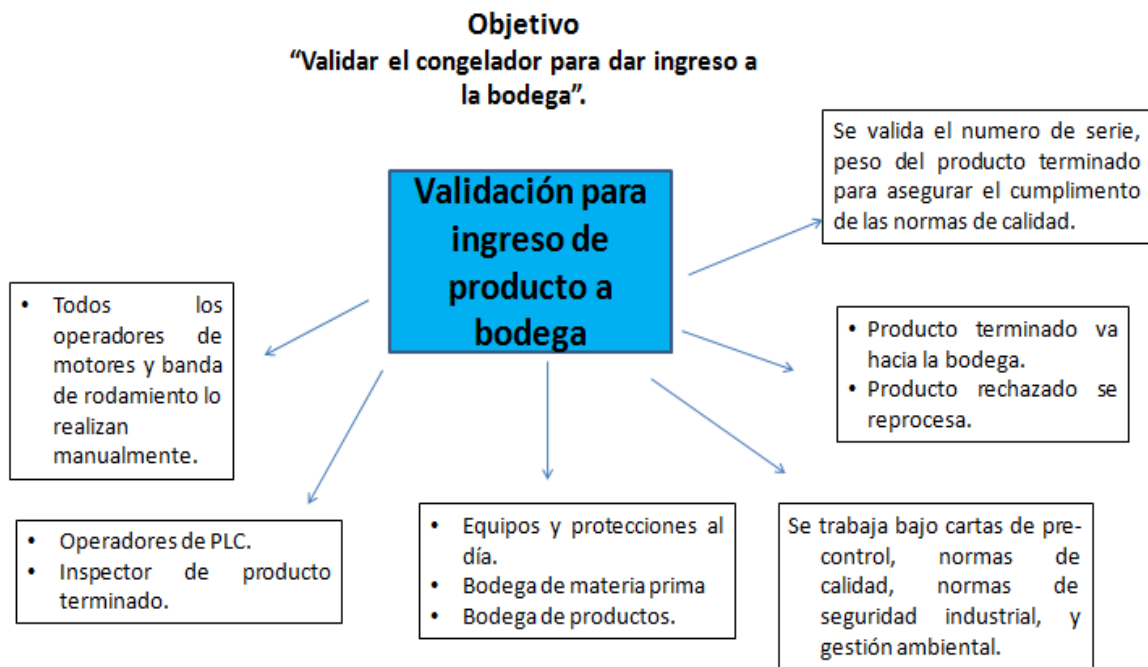 Objetivo
“Validar el congelador para dar ingreso a
la bodega”.
Se valida el numero de serie,
peso del producto terminado
para asegurar el cumplimento
de las normas de calidad.
Validación para
ingreso de
producto a
bodega
• Todos los
operadores de
motores y banda
de rodamiento lo
realizan
manualmente.
• Producto terminado va
hacia la bodega.
• Producto rechazado se
reprocesa.
• Operadores de PLC.
• Inspector de producto
terminado.
• Equipos y protecciones al
día.
• Bodega de materia prima
• Bodega de productos.
Se trabaja bajo cartas de pre-
control, normas de
calidad, normas de
seguridad industrial, y
gestión ambiental.